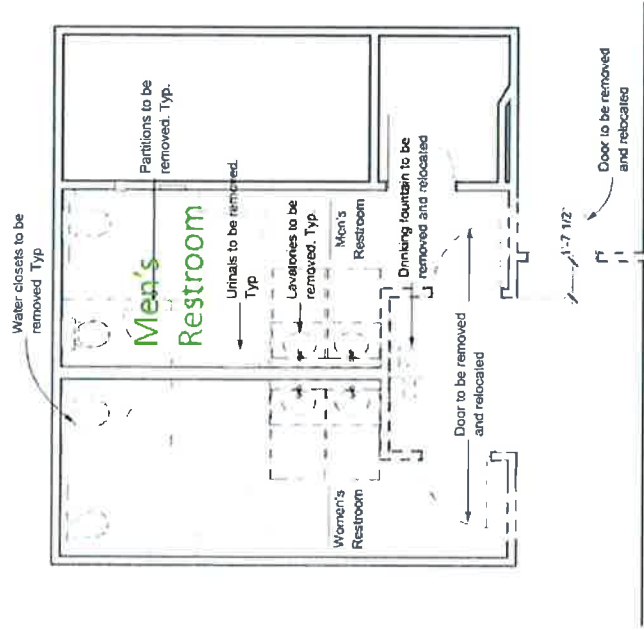 Water closets to be
removed Typ
Partitions to be
removed. Typ.
Men's
Restroom
Urinals to be removed.
Typ
Lavatories to be
removed. Typ.
Men's
Restroom
Women's
Restroom
Drinking fountain to be
removed and relocated
Door to be removed
and relocated
1'-7 1/2"
Door to be removed
and relocated